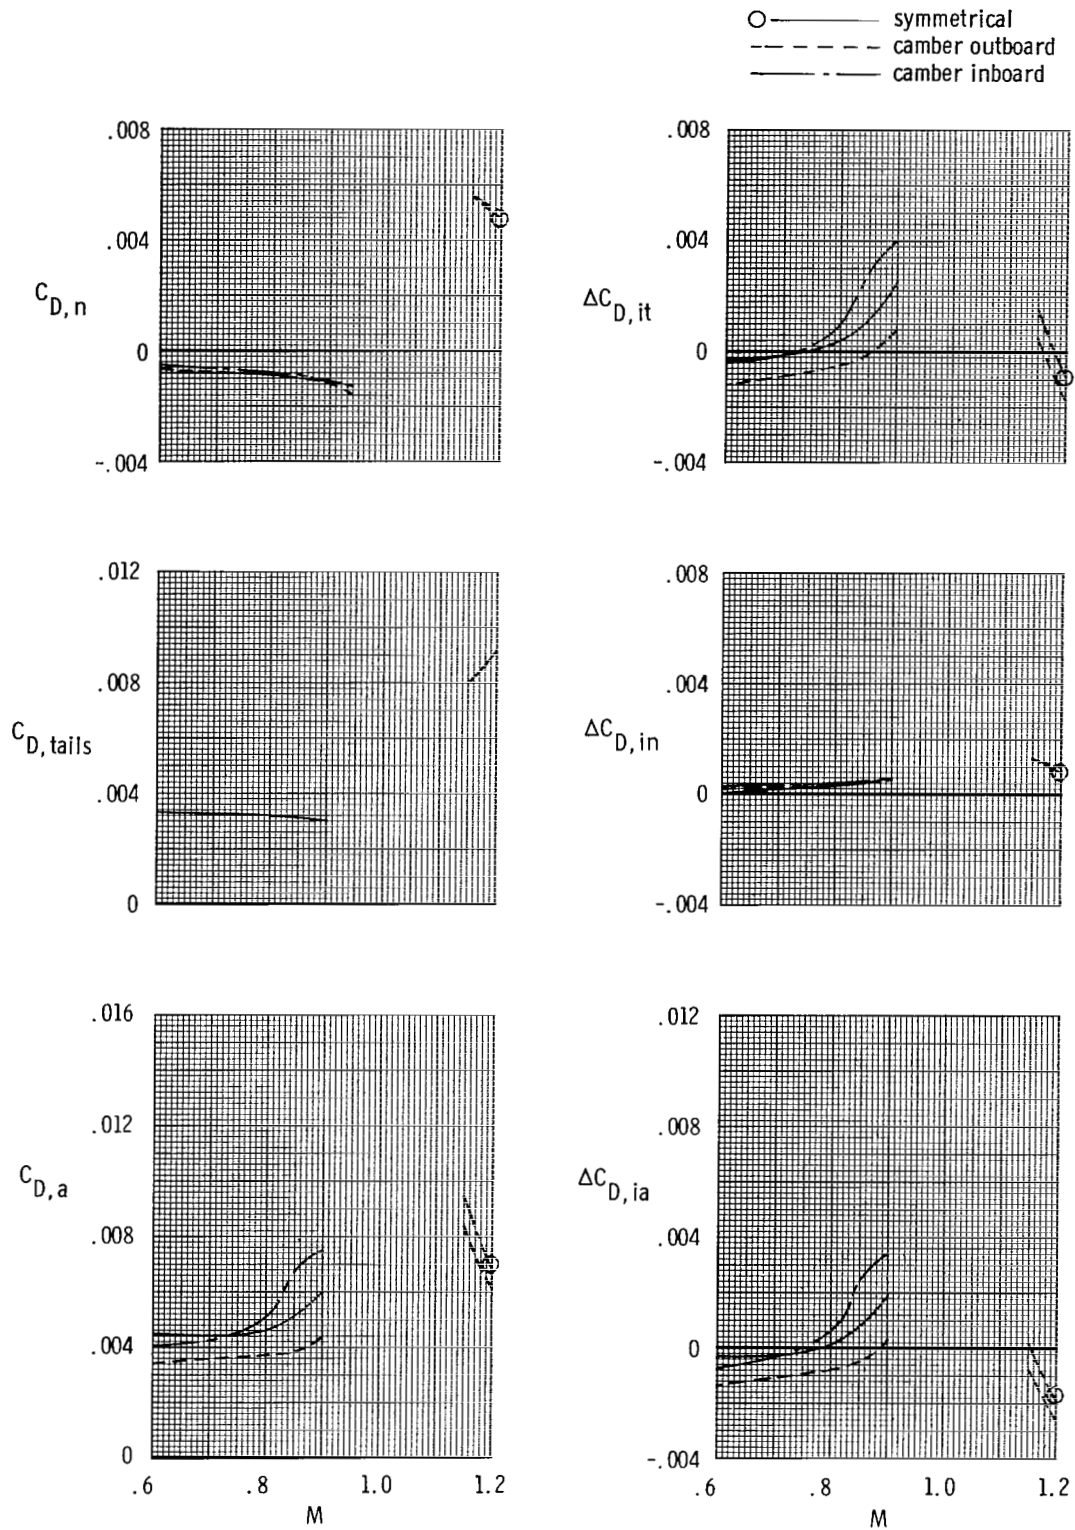 symmetrical
camber outboard
camber inboard
.008
.004
0
-.004
C_D,n
.008
.004
0
-.004
ΔC_D,it
.012
.008
.004
0
C_D,tails
.008
.004
0
-.004
ΔC_D,in
.016
.012
.008
.004
0
C_D,a
.6 .8 1.0 1.2
M
.012
.008
.004
0
-.004
ΔC_D,ia
.6 .8 1.0 1.2
M